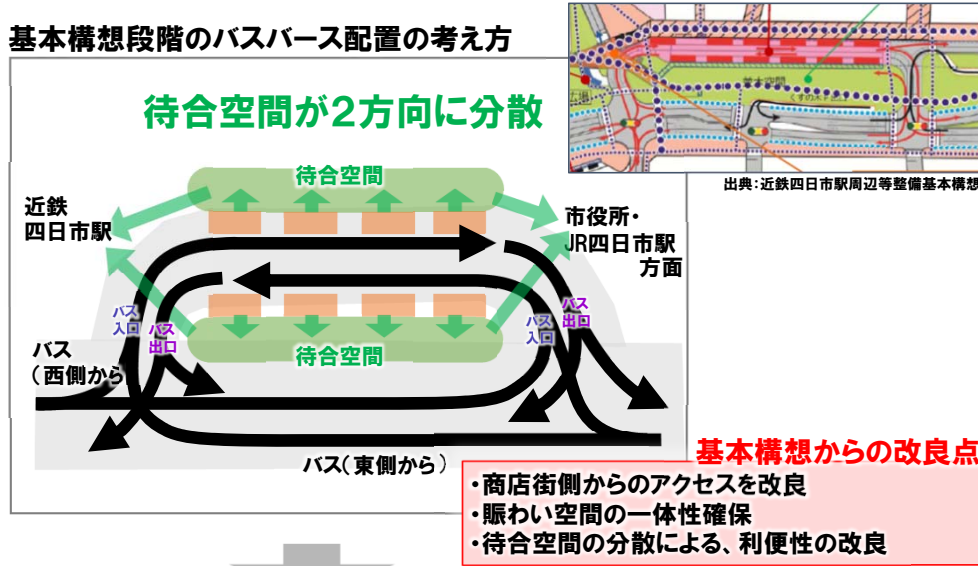 基本構想段階のバスバース配置の考え方
待合空間が2方向に分散
出典:近鉄四日市駅周辺等整備基本構想
待合空間
近鉄
四日市駅
市役所・
JR四日市駅
方面
バス
入口
バス
出口
バス
入口
バス
出口
待合空間
バス
(西側から
バス(東側から)
基本構想からの改良点
・商店街側からのアクセスを改良
・賑わい空間の一体性確保
・待合空間の分散による、利便性の改良